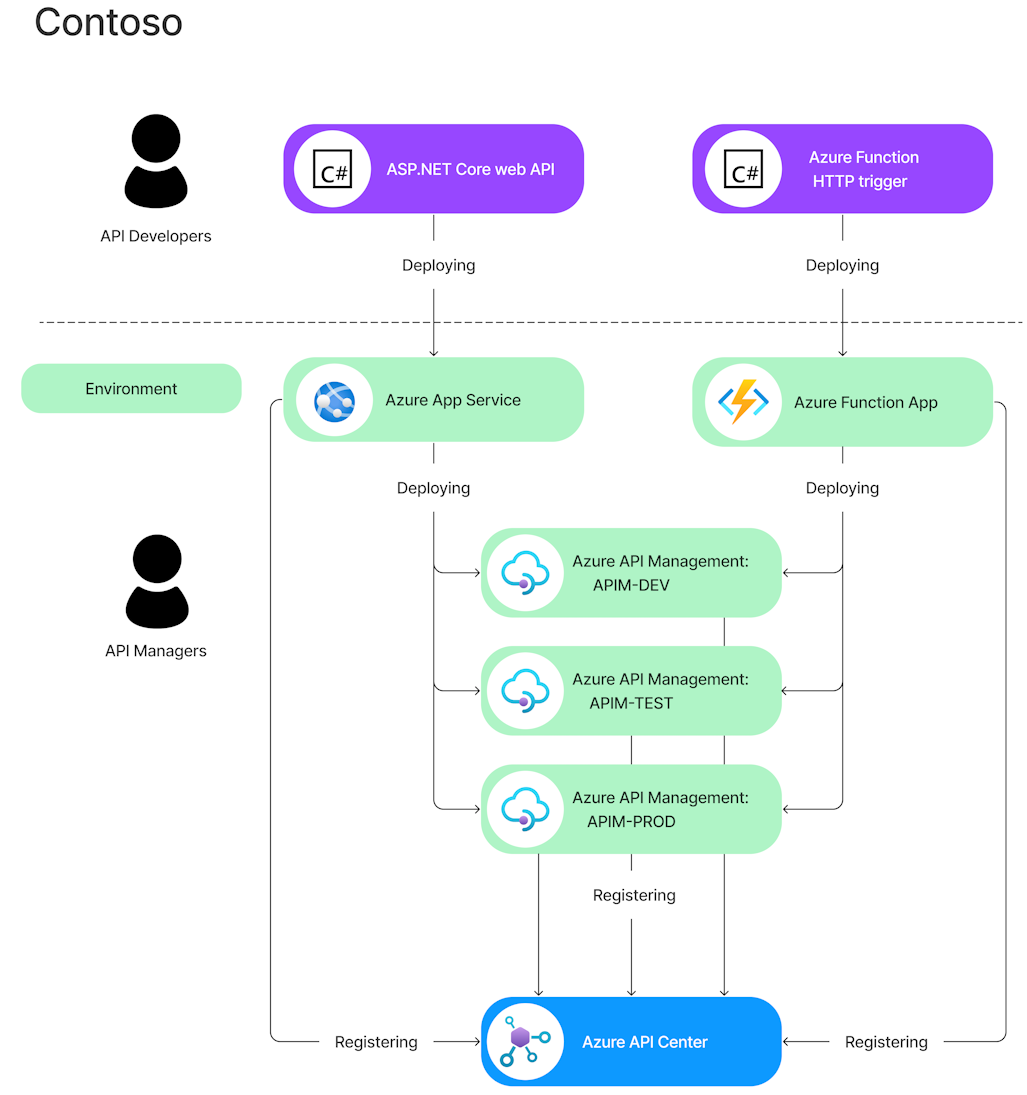 Contoso
C#
ASP.NET Core web API
C#
Azure Function
HTTP trigger
API Developers
Deploying
Deploying
Environment
Azure App Service
Azure Function App
Deploying
Deploying
Azure API Management:
APIM-DEV
API Managers
Azure API Management:
APIM-TEST
Azure API Management:
APIM-PROD
Registering
Registering
Azure API Center
Registering